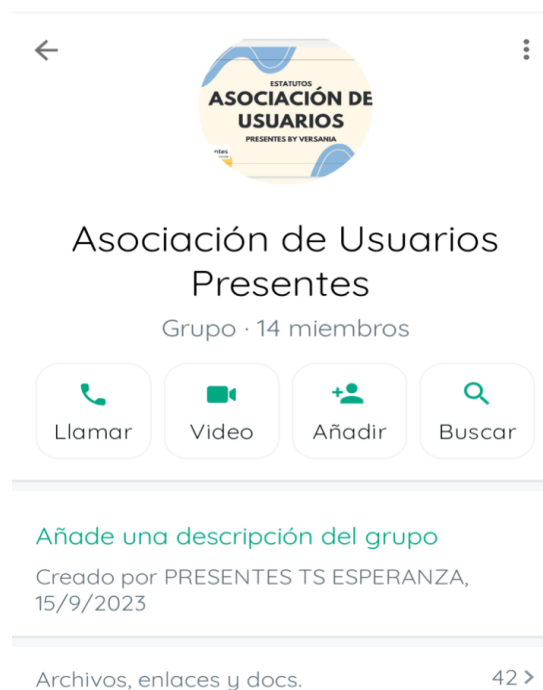 ESTATUTOS
ASOCIACIÓN DE
USUARIOS
PRESENTES BY VERSANIA
Asociación de Usuarios
Presentes
Grupo · 14 miembros
Llamar
Video
Añadir
Buscar
Añade una descripción del grupo
Creado por PRESENTES TS ESPERANZA,
15/9/2023
Archivos, enlaces y docs.
42 >